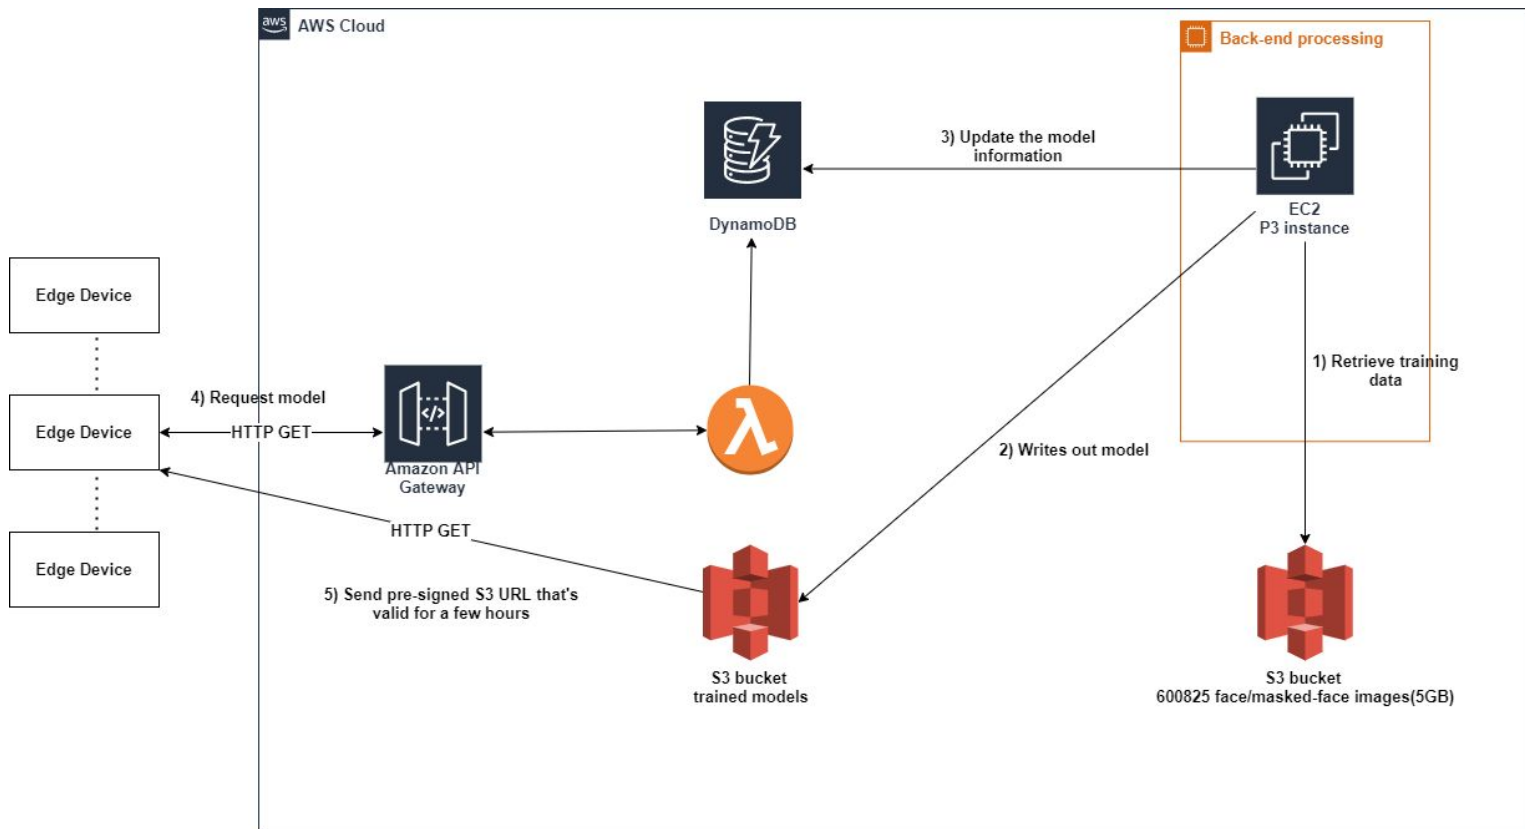 aws
AWS Cloud
Back-end processing
3) Update the model
information
EC2
P3 instance
DynamoDB
Edge Device
1) Retrieve training
data
4) Request model
Edge Device
HTTP GET
2) Writes out model
Amazon API
Gateway
HTTP GET
Edge Device
5) Send pre-signed S3 URL that's
valid for a few hours
S3 bucket
trained models
S3 bucket
600825 face/masked-face images(5GB)